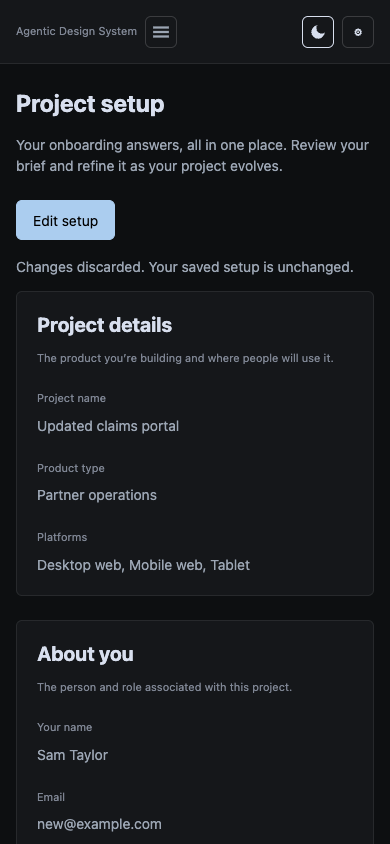 Agentic Design System
Project setup
Your onboarding answers, all in one place. Review your
brief and refine it as your project evolves.
Edit setup
Changes discarded. Your saved setup is unchanged.
Project details
The product you’re building and where people will use it.
Project name
Updated claims portal
Product type
Partner operations
Platforms
Desktop web, Mobile web, Tablet
About you
The person and role associated with this project.
Your name
Sam Taylor
Email
new@example.com